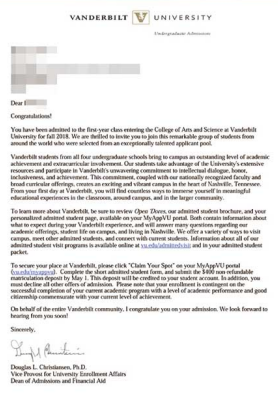 VANDERBILT V UNIVERSITY
Undergraduate Admissions
Dear
Congratulations!
You have been admitted to the first-year class entering the College of Arts and Science at Vanderbilt
University for fall 2018. We are thrilled to invite you to join this remarkable group of students from
around the world who were selected from an exceptionally talented applicant pool.
Vanderbilt students from all four undergraduate schools bring to campus an outstanding level of academic
achievement and extracurricular involvement. Our students take advantage of the University's extensive
resources and participate in Vanderbilt's unwavering commitment to intellectual dialogue, honor,
inclusiveness, and achievement. This commitment, coupled with our nationally recognized faculty and
broad curricular offerings, creates an exciting and vibrant campus in the heart of Nashville, Tennessee.
From your first day at Vanderbilt, you will find countless ways to immerse yourself in meaningful
educational experiences in the classroom, around campus, and in the larger community.
To learn more about Vanderbilt, be sure to review Open Doors, our admitted student brochure, and your
personalized admitted student page, available on your MyAppVU portal. Both contain information about
what to expect during your Vanderbilt experience, and will answer many questions regarding our
academic offerings, student life on campus, and living in Nashville. We offer a variety of ways to visit
campus, meet other admitted students, and connect with current students. Information about all of our
admitted student visit programs is available online at vu.edu/admittedvisit and in your admitted student
packet.
To secure your place at Vanderbilt, please click "Claim Your Spot" on your MyAppVU portal
(vu.edu/myappvu). Complete the short admitted student form, and submit the $400 non-refundable
matriculation deposit by May 1. This deposit will be credited to your student account. In addition, you
must decline all other offers of admission. Please note that your enrollment is contingent on the
successful completion of your current academic program with a level of academic performance and good
citizenship commensurate with your current level of achievement.
On behalf of the entire Vanderbilt community, I congratulate you on your admission. We look forward to
hearing from you soon!
Sincerely,
Douglas L. Christiansen, Ph.D.
Vice Provost for University Enrollment Affairs
Dean of Admissions and Financial Aid